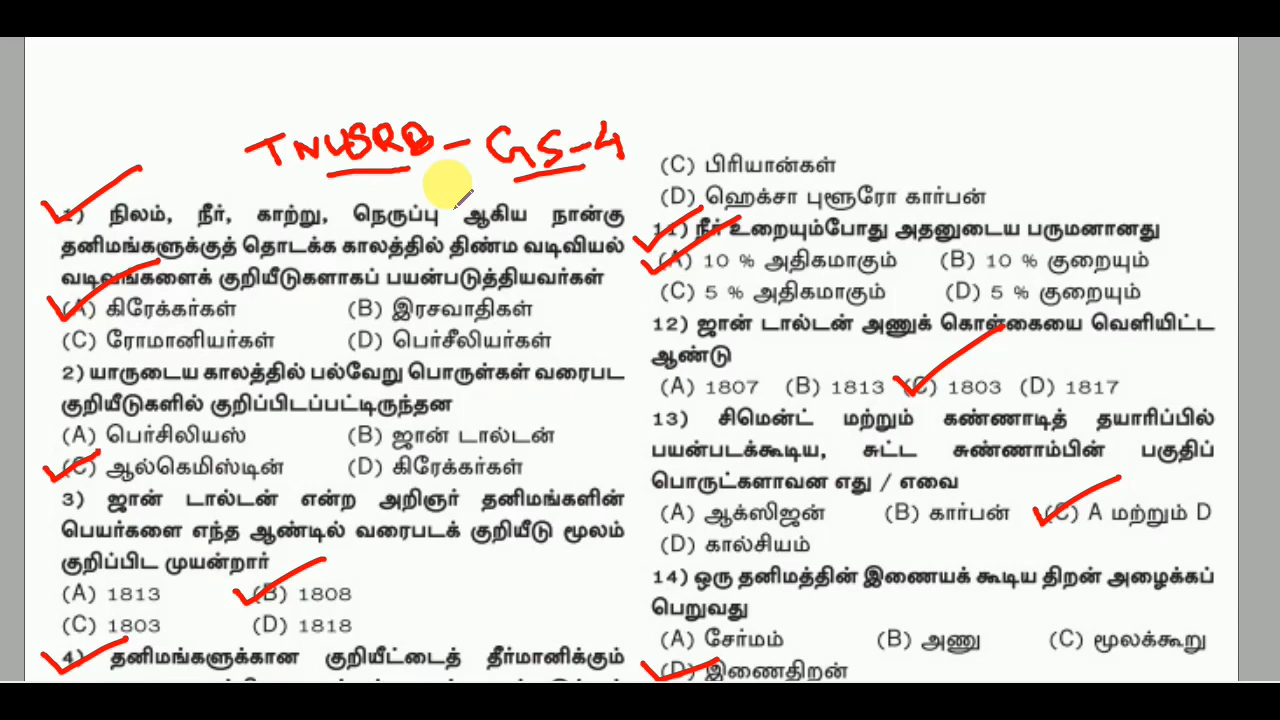 TNUSRB - GS-4
1) நிலம், நீர், காற்று, நெருப்பு ஆகிய நான்கு
தனிமங்களுக்குத் தொடக்க காலத்தில் திண்ம வடிவியல்
வடிவங்களைக் குறியீடுகளாகப் பயன்படுத்தியவர்கள்
(A) கிரேக்கர்கள் (B) இரசவாதிகள்
(C) ரோமானியர்கள் (D) பெர்சீலியர்கள்
2) யாருடைய காலத்தில் பல்வேறு பொருள்கள் வரைபட
குறியீடுகளில் குறிப்பிடப்பட்டிருந்தன
(A) பெர்சிலியஸ் (B) ஜான் டால்டன்
(C) ஆல்கெமிஸ்டின் (D) கிரேக்கர்கள்
3) ஜான் டால்டன் என்ற அறிஞர் தனிமங்களின்
பெயர்களை எந்த ஆண்டில் வரைபடக் குறியீடு மூலம்
குறிப்பிட முயன்றார்
(A) 1813 (B) 1808
(C) 1803 (D) 1818
4) தனிமங்களுக்கான குறியீட்டைத் தீர்மானிக்கும்
(C) பிரியான்கள்
(D) ஹெக்சா புளூரோ கார்பன்
11) நீர் உறையும்போது அதனுடைய பருமனானது
(A) 10 % அதிகமாகும் (B) 10 % குறையும்
(C) 5 % அதிகமாகும் (D) 5 % குறையும்
12) ஜான் டால்டன் அணுக் கொள்கையை வெளியிட்ட
ஆண்டு
(A) 1807 (B) 1813 (C) 1803 (D) 1817
13) சிமென்ட் மற்றும் கண்ணாடித் தயாரிப்பில்
பயன்படக்கூடிய, சுட்ட சுண்ணாம்பின் பகுதிப்
பொருட்களாவன எது / எவை
(A) ஆக்ஸிஜன் (B) கார்பன் (C) A மற்றும் D
(D) கால்சியம்
14) ஒரு தனிமத்தின் இணையக் கூடிய திறன் அழைக்கப்
பெறுவது
(A) சேர்மம் (B) அணு (C) மூலக்கூறு
(D) இணைதிறன்